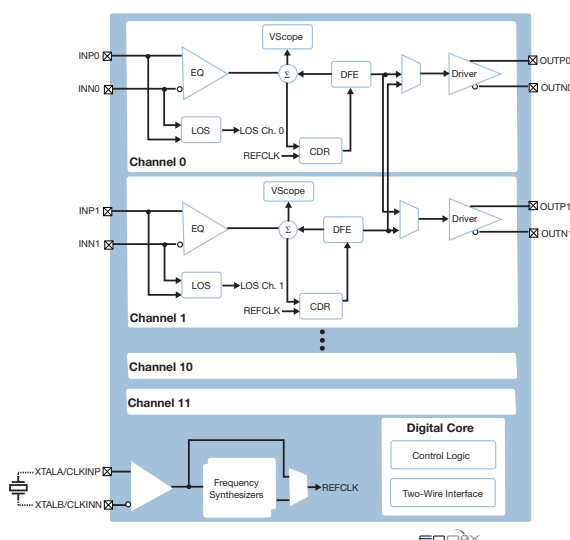 VScope
INP0
EQ
Σ
DFE
Driver
OUTP0
INN0
OUTN0
LOS
LOS Ch. 0
REFCLK
CDR
Channel 0
VScope
INP1
EQ
Σ
DFE
Driver
OUTP1
INN1
OUTN1
LOS
LOS Ch. 1
REFCLK
CDR
Channel 1
Channel 10
Channel 11
Digital Core
Control Logic
Two-Wire Interface
XTALA/CLKINP
XTALB/CLKINN
Frequency
Synthesizers
REFCLK